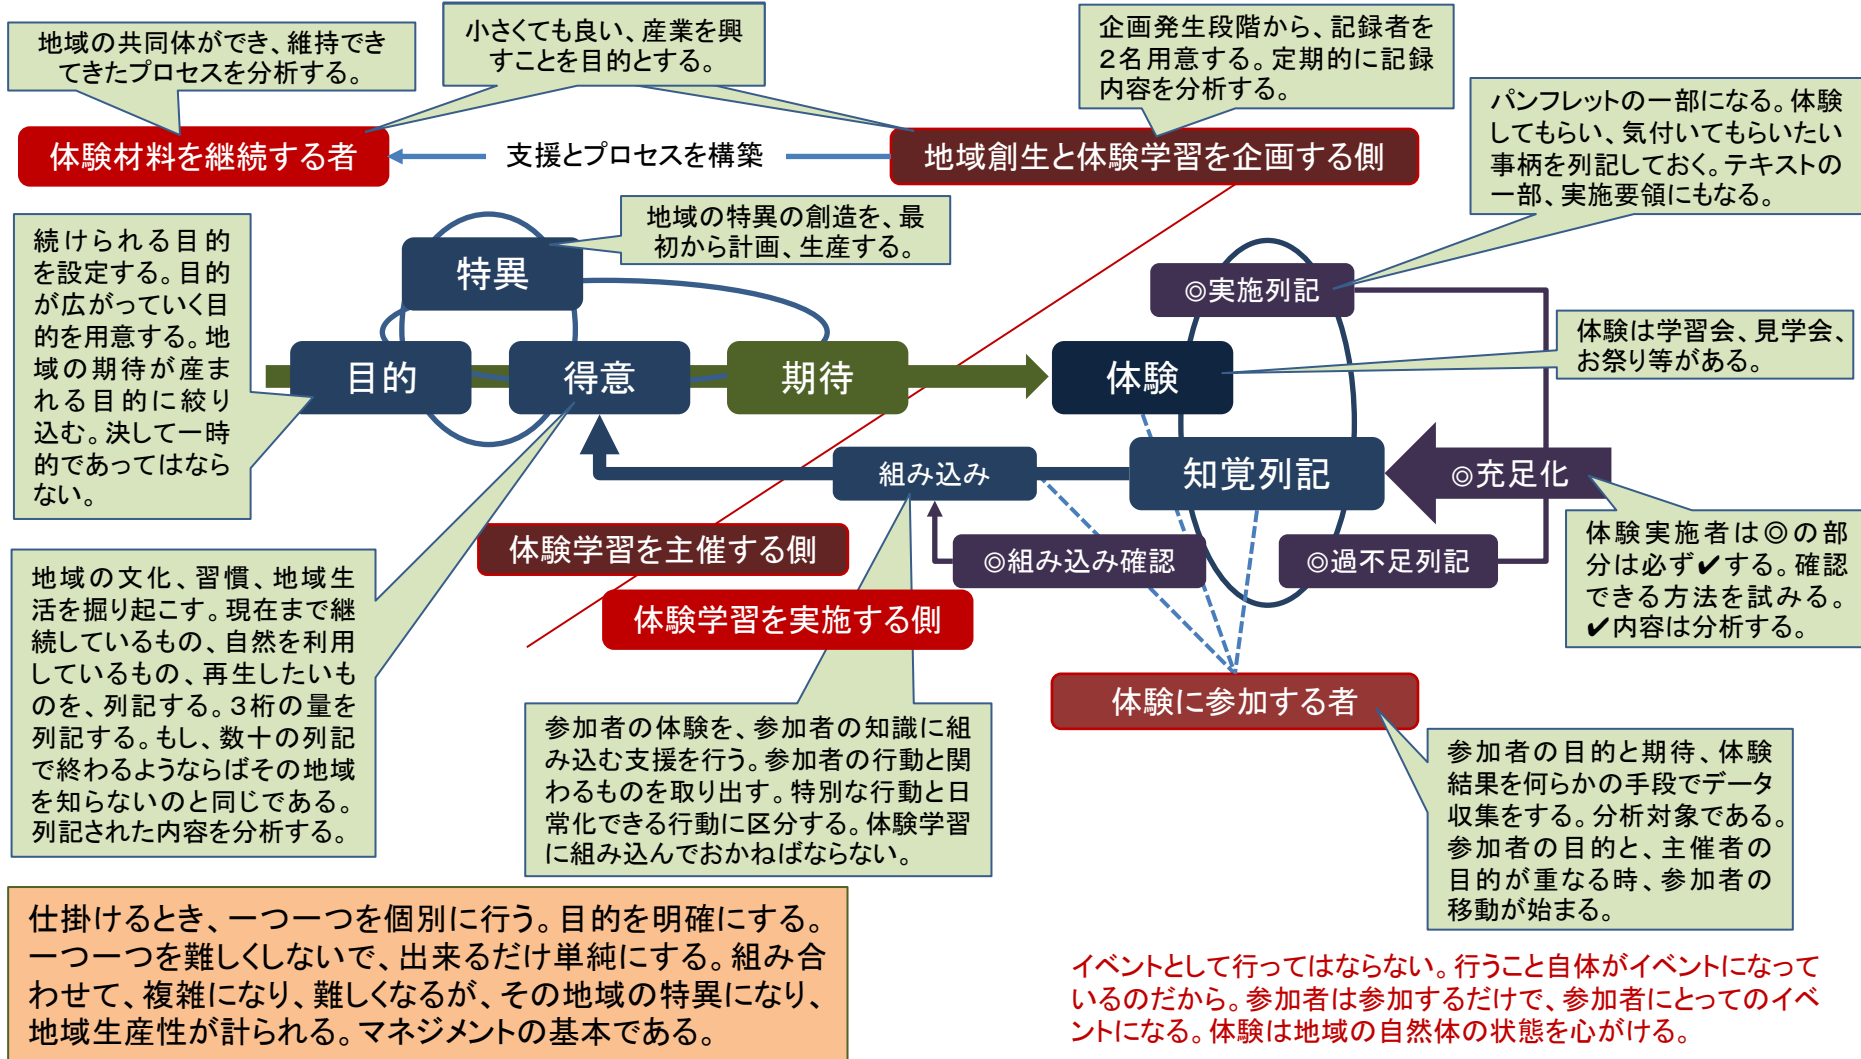 地域の共同体ができ、維持でき
てきたプロセスを分析する。
小さくても良い、産業を興
すことを目的とする。
企画発生段階から、記録者を
２名用意する。定期的に記録
内容を分析する。
パンフレットの一部になる。体験
してもらい、気付いてもらいたい
事柄を列記しておく。テキストの
一部、実施要領にもなる。
体験材料を継続する者
支援とプロセスを構築
地域創生と体験学習を企画する側
続けられる目的
を設定する。目的
が広がっていく目
的を用意する。地
域の期待が産ま
れる目的に絞り
込む。決して一時
的であってはなら
ない。
特異
地域の特異の創造を、最
初から計画、生産する。
◎実施列記
体験は学習会、見学会、
お祭り等がある。
目的
得意
期待
体験
組み込み
知覚列記
◎充足化
体験学習を主催する側
◎組み込み確認
◎過不足列記
体験実施者は◎の部
分は必ず✔する。確認
できる方法を試みる。
✔内容は分析する。
体験学習を実施する側
地域の文化、習慣、地域生
活を掘り起こす。現在まで継
続しているもの、自然を利用
しているもの、再生したいも
のを、列記する。３桁の量を
列記する。もし、数十の列記
で終わるようならばその地域
を知らないのと同じである。
列記された内容を分析する。
体験に参加する者
参加者の体験を、参加者の知識に組
み込む支援を行う。参加者の行動と関
わるものを取り出す。特別な行動と日
常化できる行動に区分する。体験学習
に組み込んでおかねばならない。
参加者の目的と期待、体験
結果を何らかの手段でデータ
収集をする。分析対象である。
参加者の目的と、主催者の
目的が重なる時、参加者の
移動が始まる。
仕掛けるとき、一つ一つを個別に行う。目的を明確にする。
一つ一つを難しくしないで、出来るだけ単純にする。組み合
わせて、複雑になり、難しくなるが、その地域の特異になり、
地域生産性が計られる。マネジメントの基本である。
イベントとして行ってはならない。行うこと自体がイベントになって
いるのだから。参加者は参加するだけで、参加者にとってのイベ
ントになる。体験は地域の自然体の状態を心がける。